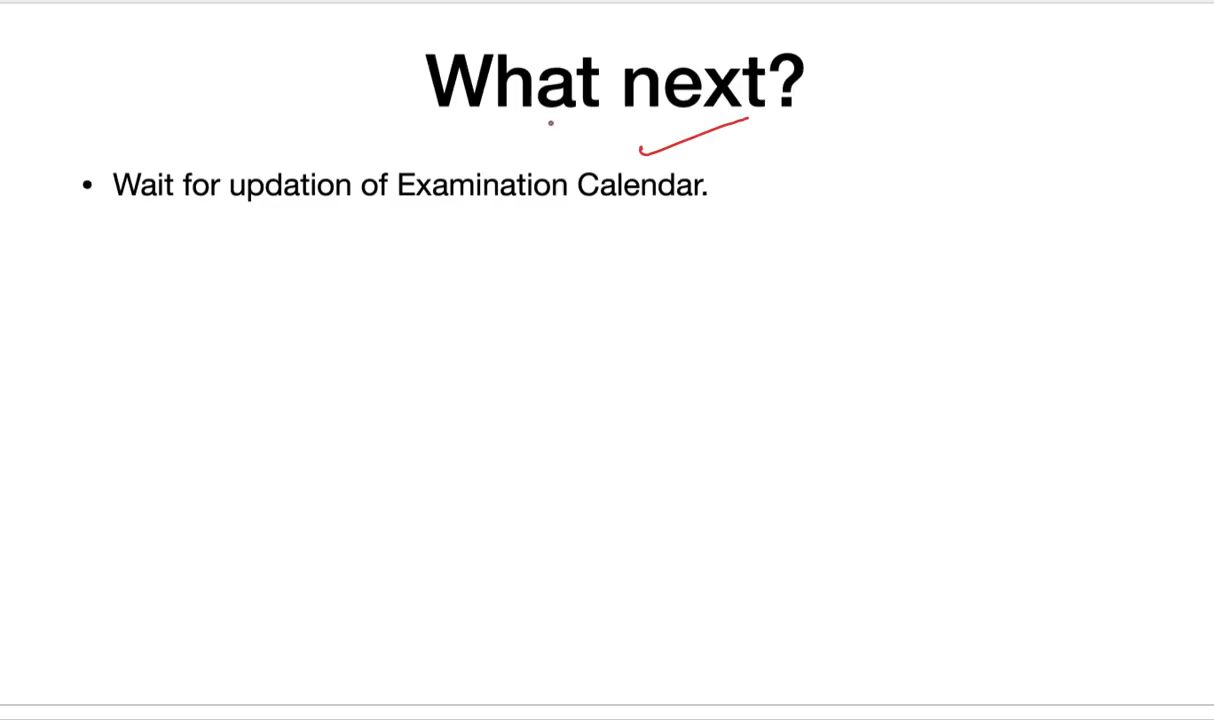 What next?
• Wait for updation of Examination Calendar.